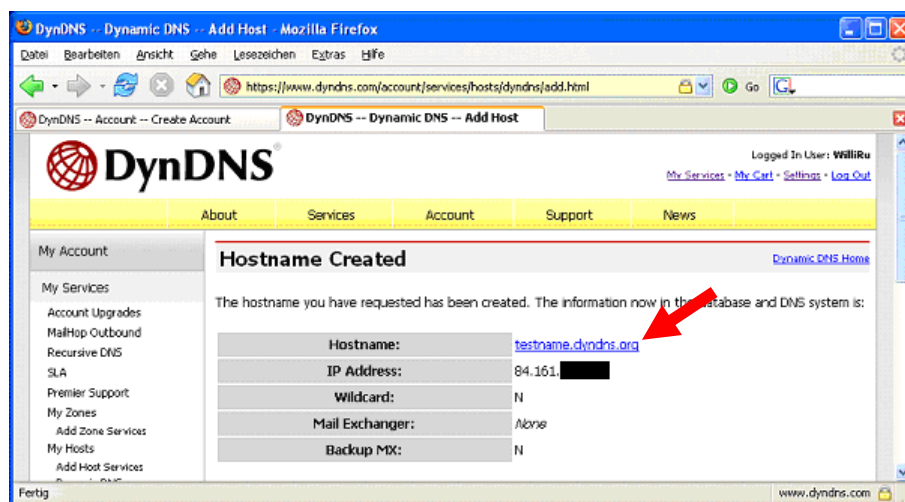 DynDNS -- Dynamic DNS -- Add Host - Mozilla Firefox
Datei Bearbeiten Ansicht Gehe Lesezeichen Extras Hilfe
https://www.dyndns.com/account/services/hosts/dyndns/add.html Go G
DynDNS -- Account -- Create Account DynDNS -- Dynamic DNS -- Add Host
DynDNS®
Logged In User: WilliRu
My Services - My Cart - Settings - Log Out
About Services Account Support News
My Account
My Services
Account Upgrades
MailHop Outbound
Recursive DNS
SLA
Premier Support
My Zones
Add Zone Services
My Hosts
Add Host Services
Dynamic DNS
Hostname Created
Dynamic DNS Home
The hostname you have requested has been created. The information now in the database and DNS system is:
Hostname: testname.dyndns.org
IP Address: 84.161.
Wildcard: N
Mail Exchanger: None
Backup MX: N
Fertig www.dyndns.com